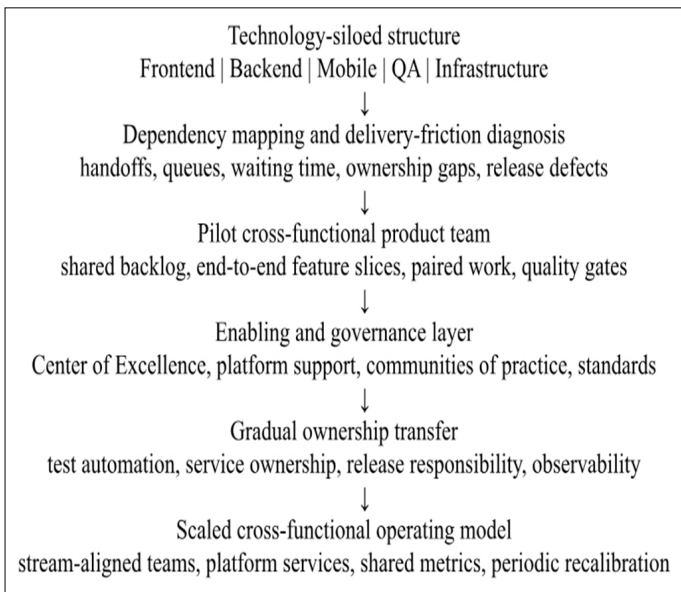 Technology-siloed structure
Frontend | Backend | Mobile | QA | Infrastructure
↓
Dependency mapping and delivery-friction diagnosis
handoffs, queues, waiting time, ownership gaps, release defects
↓
Pilot cross-functional product team
shared backlog, end-to-end feature slices, paired work, quality gates
↓
Enabling and governance layer
Center of Excellence, platform support, communities of practice, standards
↓
Gradual ownership transfer
test automation, service ownership, release responsibility, observability
↓
Scaled cross-functional operating model
stream-aligned teams, platform services, shared metrics, periodic recalibration